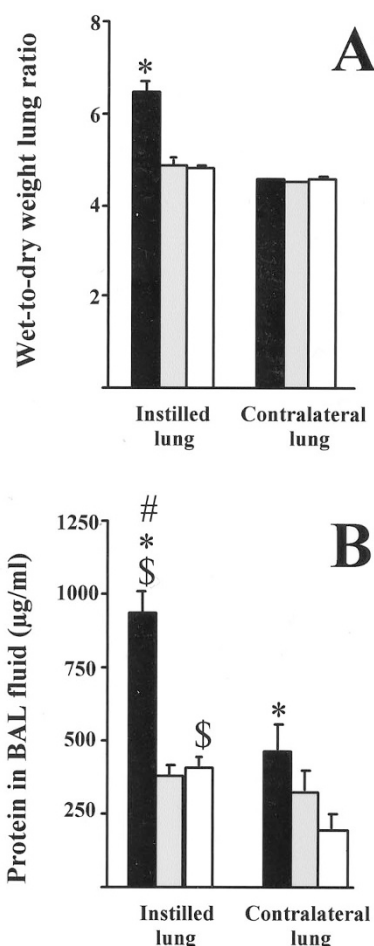 A
Wet-to-dry weight lung ratio
8
6
4
2
*
Instilled
lung
Contralateral
lung
B
Protein in BAL fluid (µg/ml)
1250
1000
750
500
250
#
*
$
$
*
Instilled
lung
Contralateral
lung